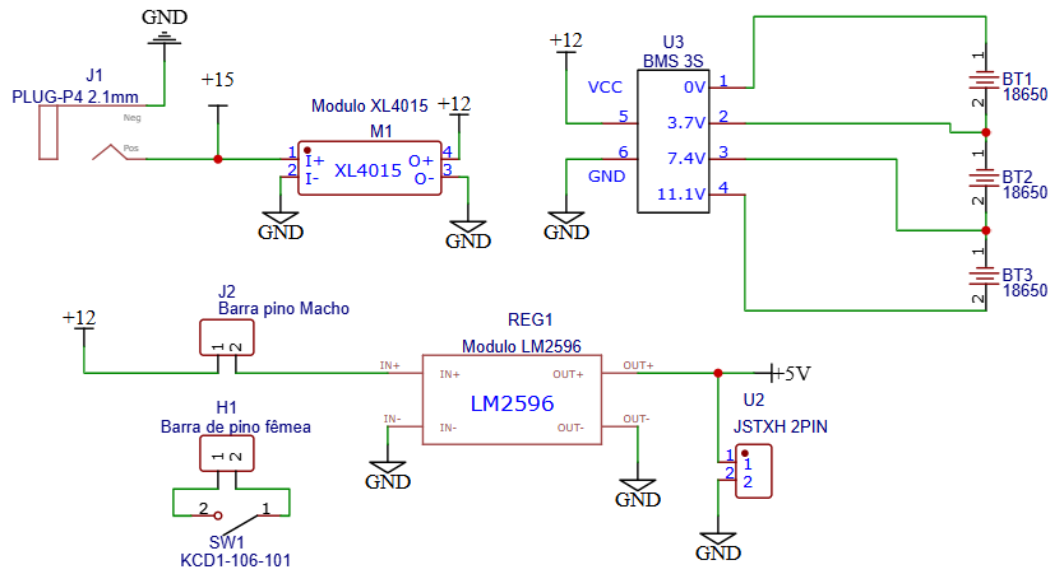 GND
J1
PLUG-P4 2.1mm
Neg
Pos
+15
Modulo XL4015
M1
+12
1
I+
O+
4
XL4015
2
I-
O-
3
GND
GND
+12
U3
BMS 3S
VCC
0V
1
5
3.7V
2
6
7.4V
3
GND
11.1V
4
1
BT1
18650
2
1
BT2
18650
2
1
BT3
18650
2
+12
J2
Barra pino Macho
1
2
H1
Barra de pino fêmea
1
2
2
1
SW1
KCD1-106-101
REG1
Modulo LM2596
IN+
IN+
OUT+
OUT+
LM2596
IN-
IN-
OUT-
OUT-
GND
GND
+5V
U2
JSTXH 2PIN
1
1
2
2
GND